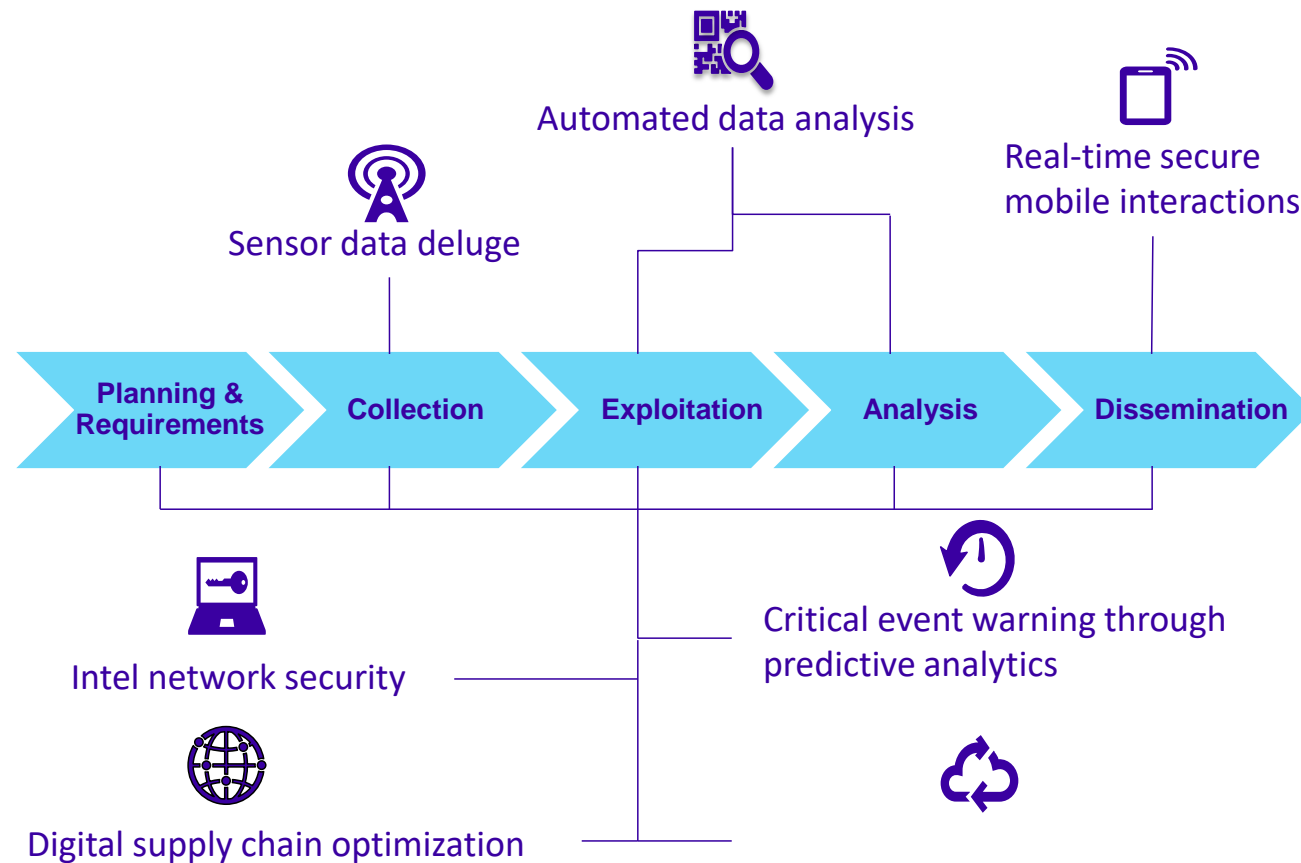 Automated data analysis
Real-time secure
mobile interactions
Sensor data deluge
Planning &
Requirements
Collection
Exploitation
Analysis
Dissemination
Critical event warning through
predictive analytics
Intel network security
Digital supply chain optimization